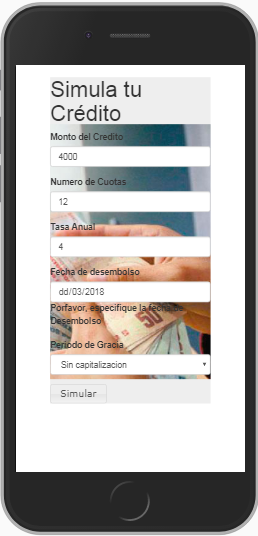 Simula tu
Crédito
Monto del Credito
4000
Numero de Cuotas
12
Tasa Anual
4
Fecha de desembolso
dd/03/2018
Porfavor, especifique la fecha de
Desembolso
Periodo de Gracia
Sin capitalizacion
Simular